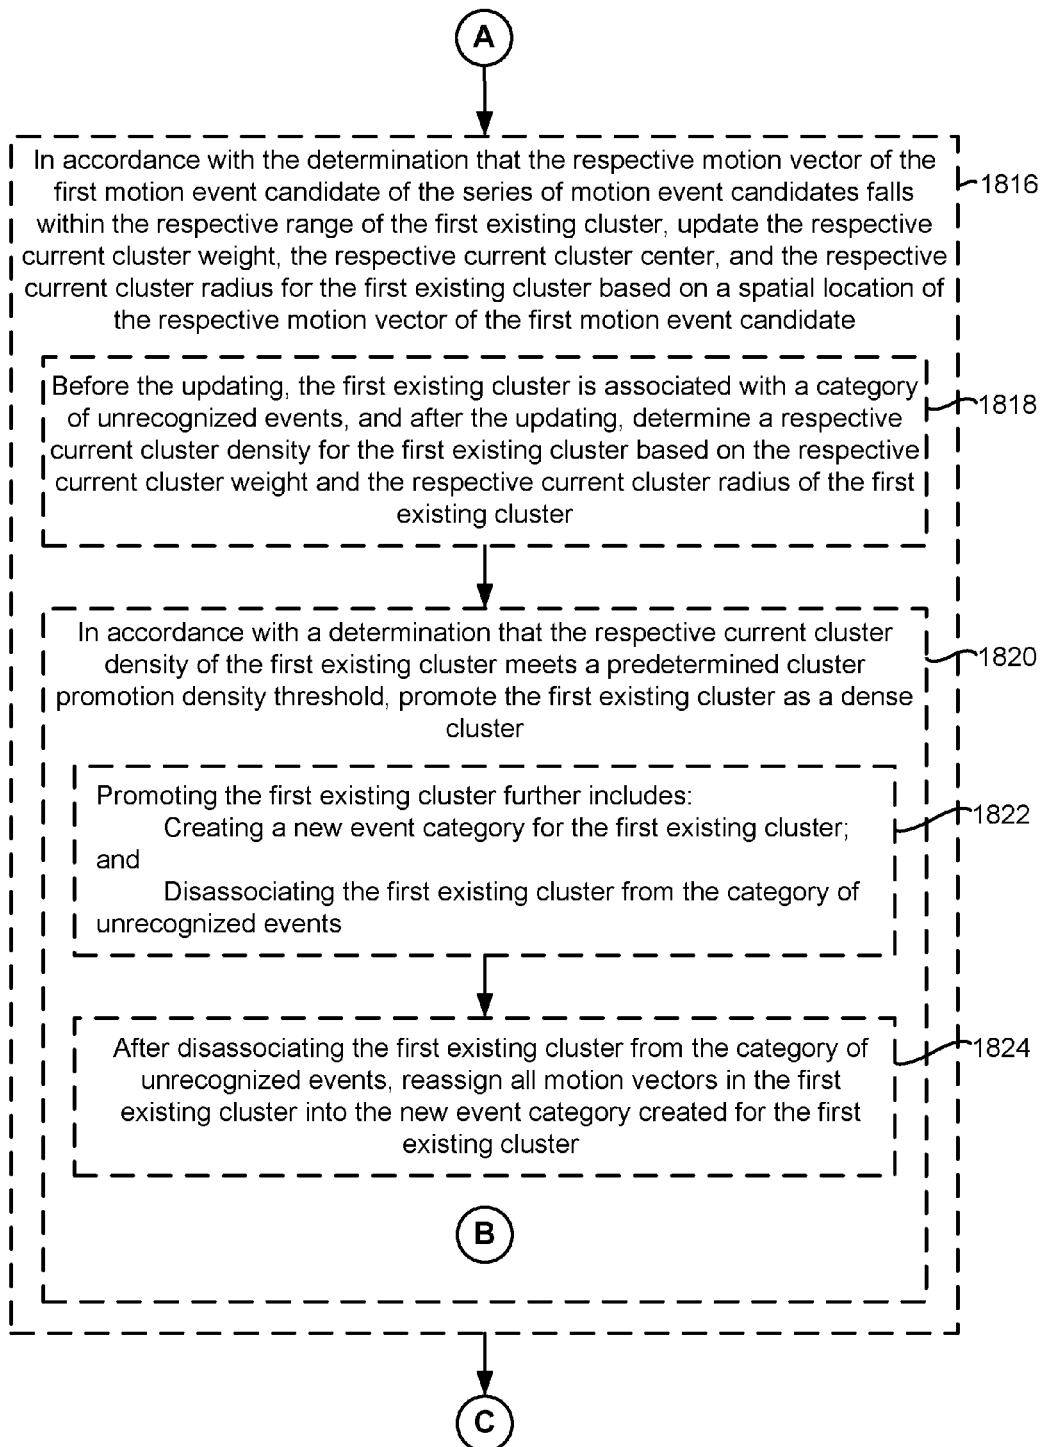 A
In accordance with the determination that the respective motion vector of the
first motion event candidate of the series of motion event candidates falls
within the respective range of the first existing cluster, update the respective
current cluster weight, the respective current cluster center, and the respective
current cluster radius for the first existing cluster based on a spatial location of
the respective motion vector of the first motion event candidate
1816
Before the updating, the first existing cluster is associated with a category
of unrecognized events, and after the updating, determine a respective
current cluster density for the first existing cluster based on the respective
current cluster weight and the respective current cluster radius of the first
existing cluster
1818
In accordance with a determination that the respective current cluster
density of the first existing cluster meets a predetermined cluster
promotion density threshold, promote the first existing cluster as a dense
cluster
1820
Promoting the first existing cluster further includes:
Creating a new event category for the first existing cluster;
and
Disassociating the first existing cluster from the category of
unrecognized events
1822
After disassociating the first existing cluster from the category of
unrecognized events, reassign all motion vectors in the first
existing cluster into the new event category created for the first
existing cluster
1824
B
C